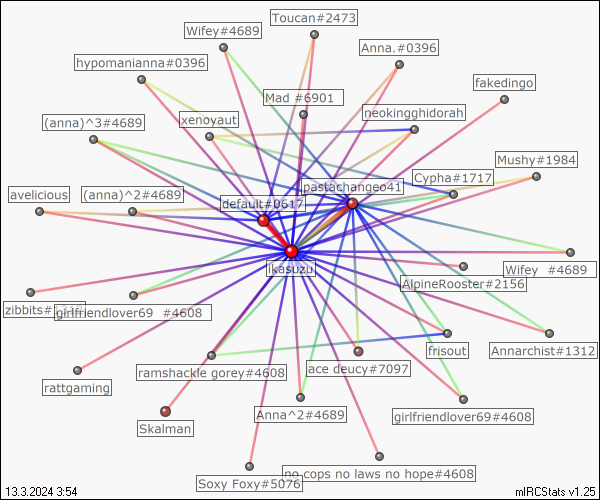 Toucan#2473
Wifey#4689
Anna.#0396
hypomanianna#0396
fakedingo
Mad #6901
neokingghidorah
xenoyaut
(anna)^3#4689
Mushy#1984
Cypha#1717
pastachangeo41
avelicious
(anna)^2#4689
default#0617
ikasuzu
Wifey #4689
AlpineRooster#2156
zibbits#
girlfriendlover69 #4608
frisout
Annarchist#1312
ace deucy#7097
ramshackle gorey#4608
rattgaming
Anna^2#4689
girlfriendlover69#4608
Skalman
no cops no laws no hope#4608
Soxy Foxy#5076
13.3.2024 3:54
mIRCStats v1.25